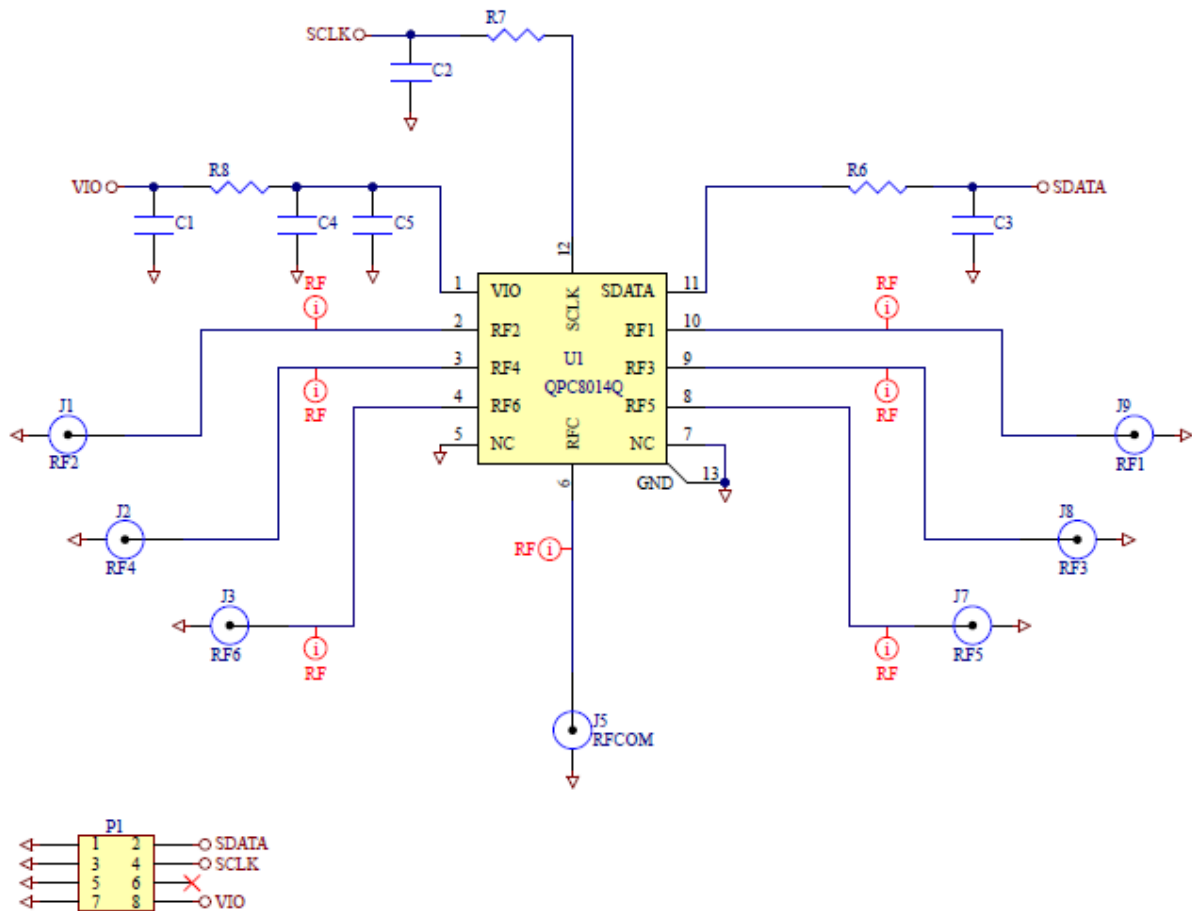 R7
SCLK
C2
R8
R6
VIO
SDATA
C1
C4
C5
C3
12
RF
RF
1
VIO
SCLK
SDATA
11
2
RF2
RF1
10
3
RF4
U1
RF3
9
QPC8014Q
RF
RF
4
RF6
RF5
8
5
NC
RFC
NC
7
J1
RF2
J9
RF1
6
GND
13
J2
RF4
RF
J8
RF3
J3
RF6
J7
RF5
RF
RF
J5
RFCOM
P1
1 2 SDATA
3 4 SCLK
5 6
7 8 VIO